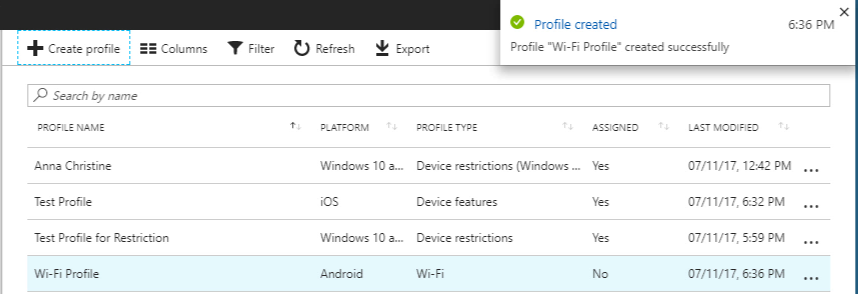 Profile created 6:36 PM
Profile "Wi-Fi Profile" created successfully
Create profile Columns Filter Refresh Export
Search by name
PROFILE NAME PLATFORM PROFILE TYPE ASSIGNED LAST MODIFIED
Anna Christine Windows 10 a... Device restrictions (Windows ... Yes 07/11/17, 12:42 PM ...
Test Profile iOS Device features Yes 07/11/17, 6:32 PM ...
Test Profile for Restriction Windows 10 a... Device restrictions Yes 07/11/17, 5:59 PM ...
Wi-Fi Profile Android Wi-Fi No 07/11/17, 6:36 PM ...